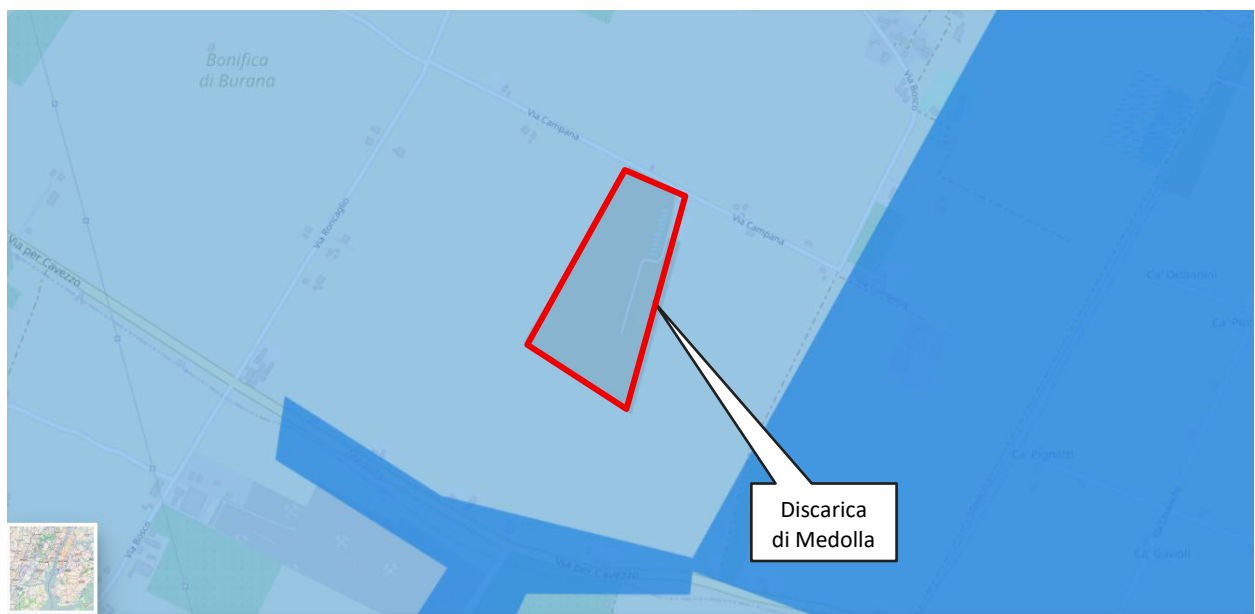 Bonifica
di Burana
Via Bosco
Via Campana
Via Roncaglio
Via Campana
Via per Cavezzo
Ca' Orlandini
Ca' Pignatti
Discarica
di Medolla
Via Bosco
Via per Cavezzo
Ca' Gavioli